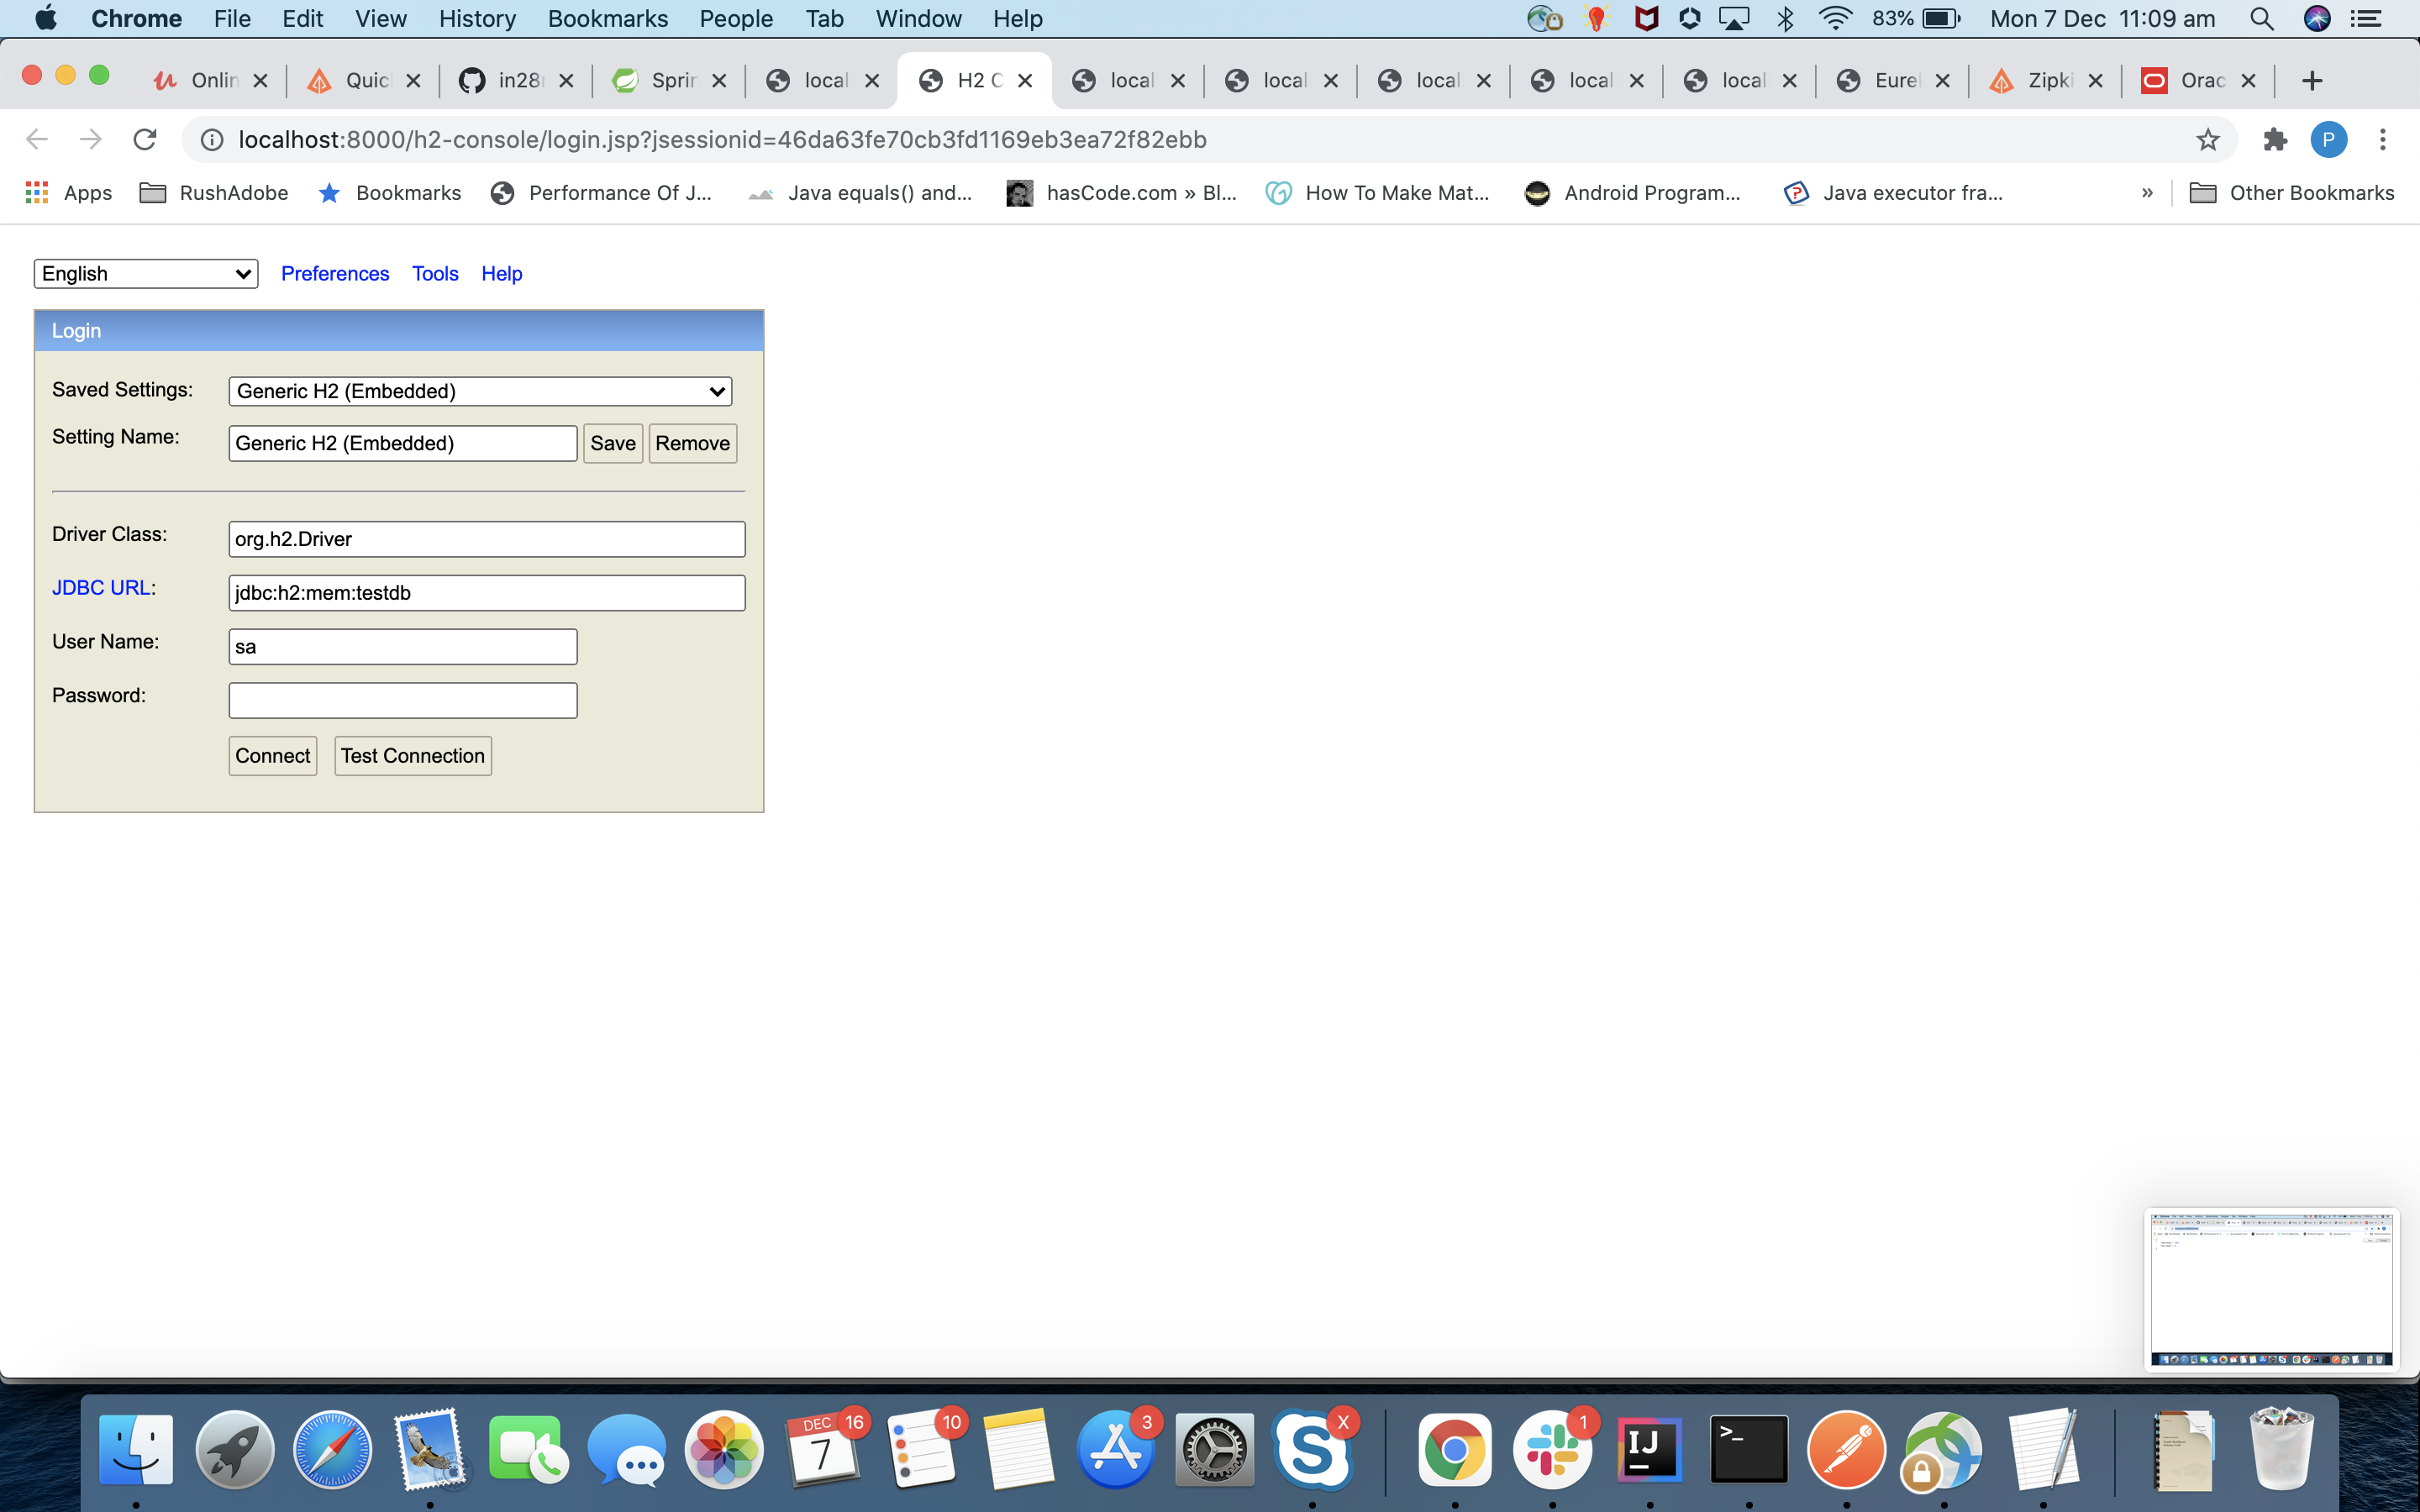 Chrome File Edit View History Bookmarks People Tab Window Help 83% Mon 7 Dec 11:09 am
Onlin Quic in28 Sprin local H2 C local local local local local Eurek Zipki Orac
localhost:8000/h2-console/login.jsp?jsessionid=46da63fe70cb3fd1169eb3ea72f82ebb P
Apps RushAdobe Bookmarks Performance Of J... Java equals() and... hasCode.com » Bl... How To Make Mat... Android Program... Java executor fra... » Other Bookmarks
English Preferences Tools Help
Login
Saved Settings: Generic H2 (Embedded)
Setting Name: Generic H2 (Embedded) Save Remove
Driver Class: org.h2.Driver
JDBC URL: jdbc:h2:mem:testdb
User Name: sa
Password:
Connect Test Connection
DEC 16 10 3 X 1
7 IJ >_